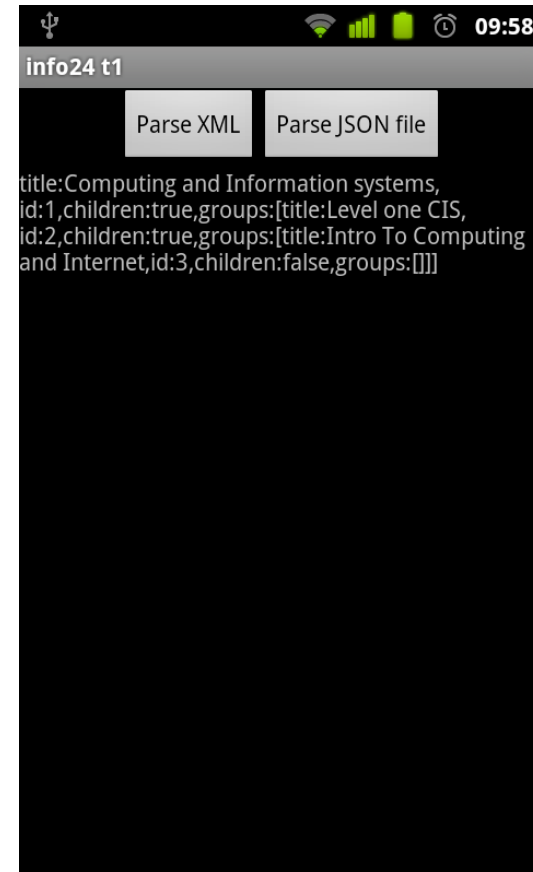 09:58
info24 t1
Parse XML Parse JSON file
title:Computing and Information systems,
id:1,children:true,groups:[title:Level one CIS,
id:2,children:true,groups:[title:Intro To Computing
and Internet,id:3,children:false,groups:[]]]